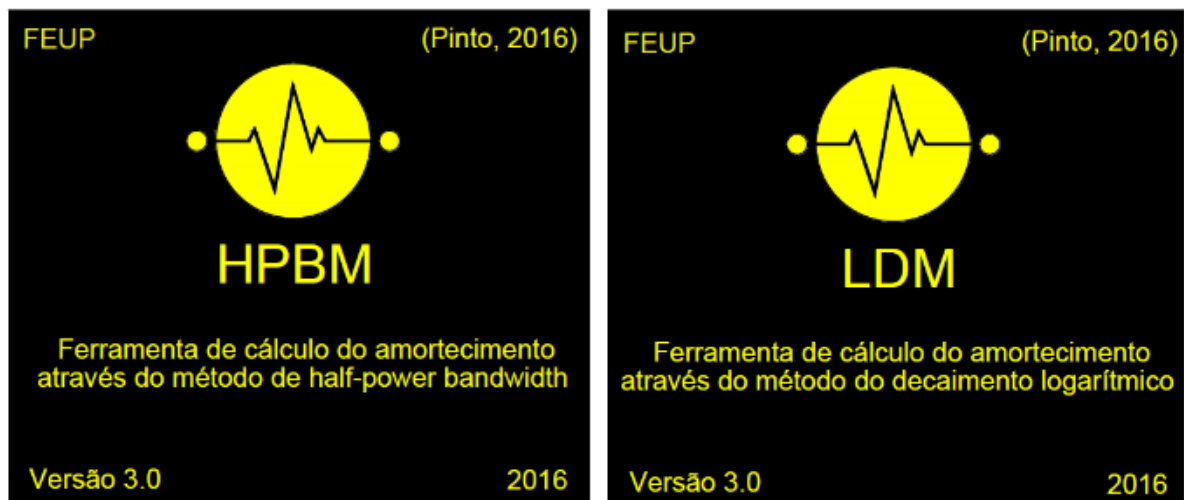 FEUP
(Pinto, 2016)
HPBM
Ferramenta de cálculo do amortecimento
através do método de half-power bandwidth
Versão 3.0
2016
FEUP
(Pinto, 2016)
LDM
Ferramenta de cálculo do amortecimento
através do método do decaimento logarítmico
Versão 3.0
2016